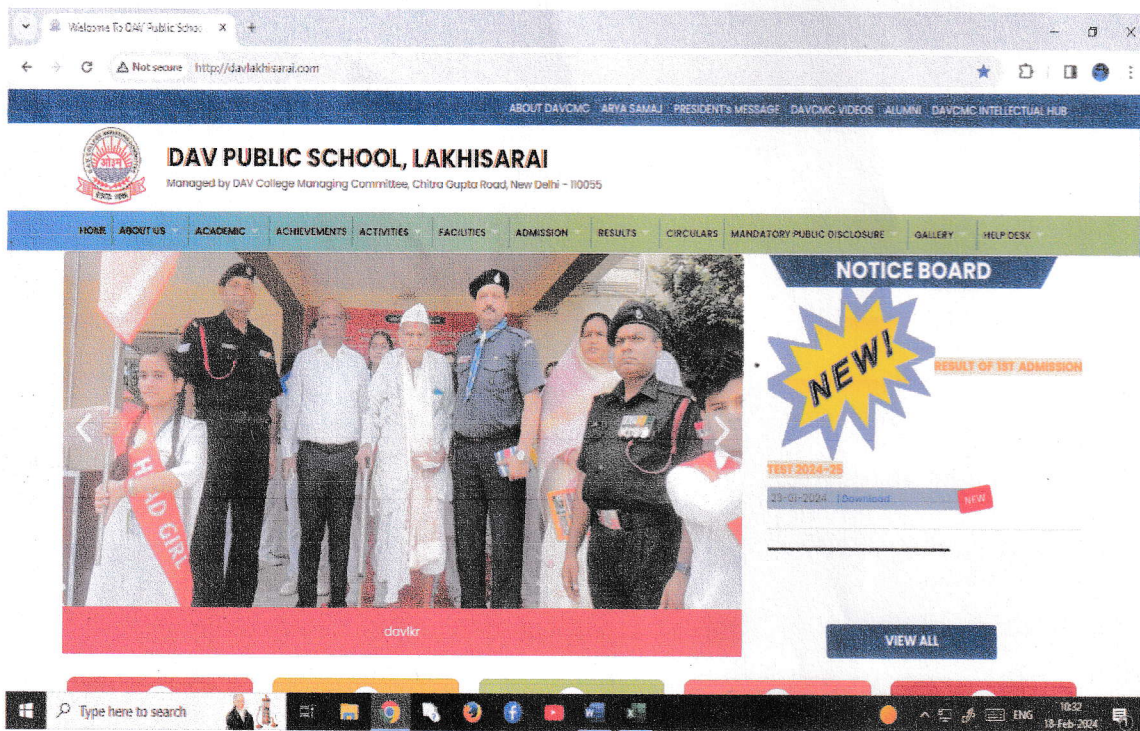 Welcome To DAV Public School
Not secure http://davlakhisarai.com
ABOUT DAVCMC ARYA SAMAJ PRESIDENT's MESSAGE DAVCMC VIDEOS ALUMNI DAVCMC INTELLECTUAL HUB
ओ३म्
DAV PUBLIC SCHOOL, LAKHISARAI
Managed by DAV College Managing Committee, Chitra Gupta Road, New Delhi - 110055
HOME ABOUT US ACADEMIC ACHIEVEMENTS ACTIVITIES FACILITIES ADMISSION RESULTS CIRCULARS MANDATORY PUBLIC DISCLOSURE GALLERY HELP DESK
NOTICE BOARD
NEW!
RESULT OF 1ST ADMISSION
TEST 2024-25
23-01-2024 | Download NEW
HEAD GIRL
davlkr
VIEW ALL
Type here to search
ENG
10:32
18-Feb-2024